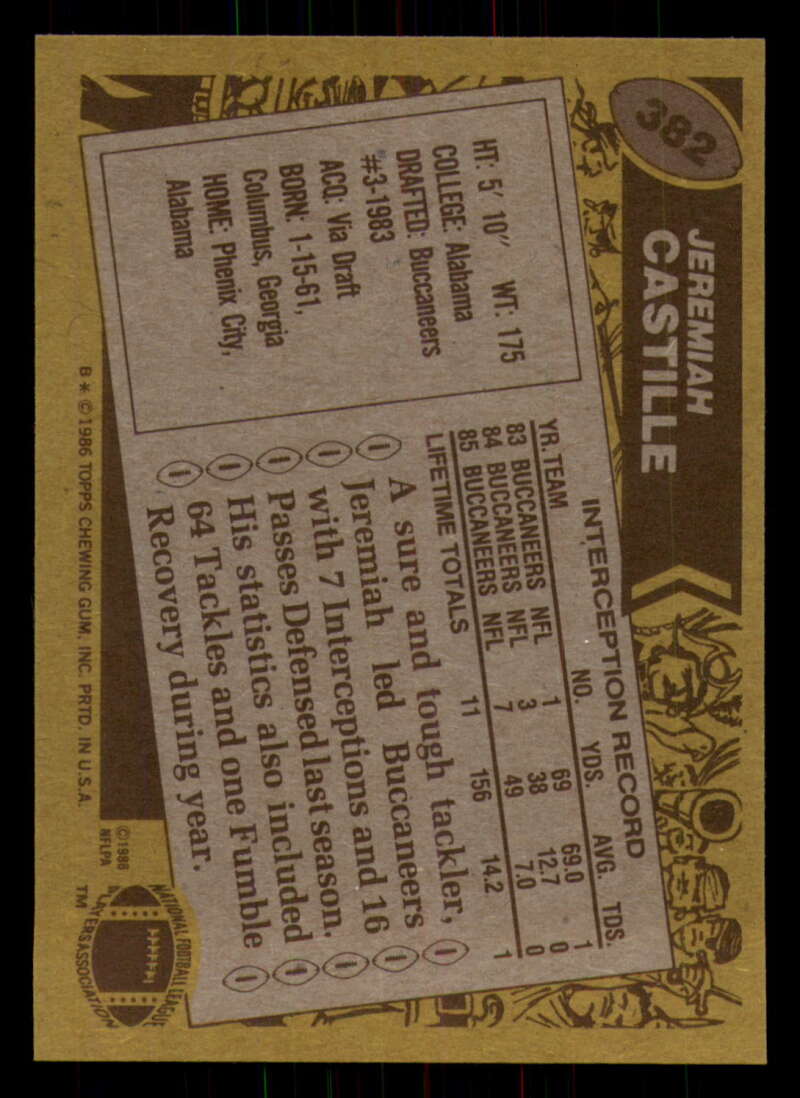 382
JEREMIAH
CASTILLE
HT: 5' 10" WT: 175
COLLEGE: Alabama
DRAFTED: Buccaneers
#3-1983
ACQ: Via Draft
BORN: 1-15-61,
Columbus, Georgia
HOME: Phenix City,
Alabama
INTERCEPTION RECORD
YR. TEAM NO. YDS. AVG. TDS.
83 BUCCANEERS NFL 1 69 69.0 1
84 BUCCANEERS NFL 3 38 12.7 0
85 BUCCANEERS NFL 7 49 7.0 0
LIFETIME TOTALS 11 156 14.2 1
A sure and tough tackler,
Jeremiah led Buccaneers
with 7 Interceptions and 16
Passes Defensed last season.
His statistics also included
64 Tackles and one Fumble
Recovery during year.
B * © 1986 TOPPS CHEWING GUM, INC. PRTD. IN U.S.A.
© 1986
NFLPA
NATIONAL FOOTBALL LEAGUE
PLAYERS ASSOCIATION
TM